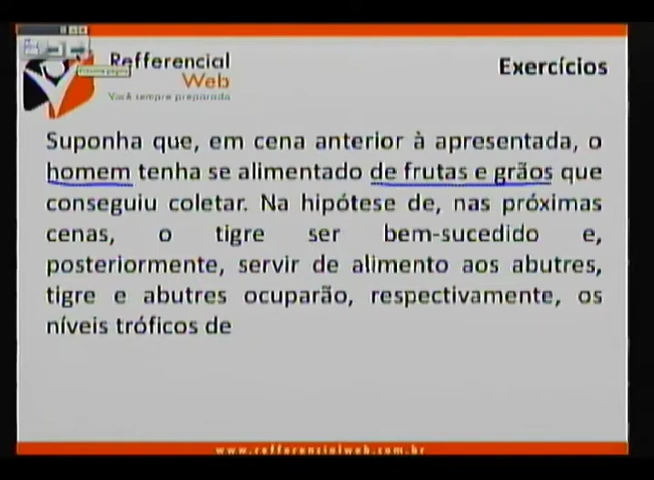 Refferencial
Web
Você sempre preparado
Exercícios
Suponha que, em cena anterior à apresentada, o
homem tenha se alimentado de frutas e grãos que
conseguiu coletar. Na hipótese de, nas próximas
cenas, o tigre ser bem-sucedido e,
posteriormente, servir de alimento aos abutres,
tigre e abutres ocuparão, respectivamente, os
níveis tróficos de
www.refferencialweb.com.br